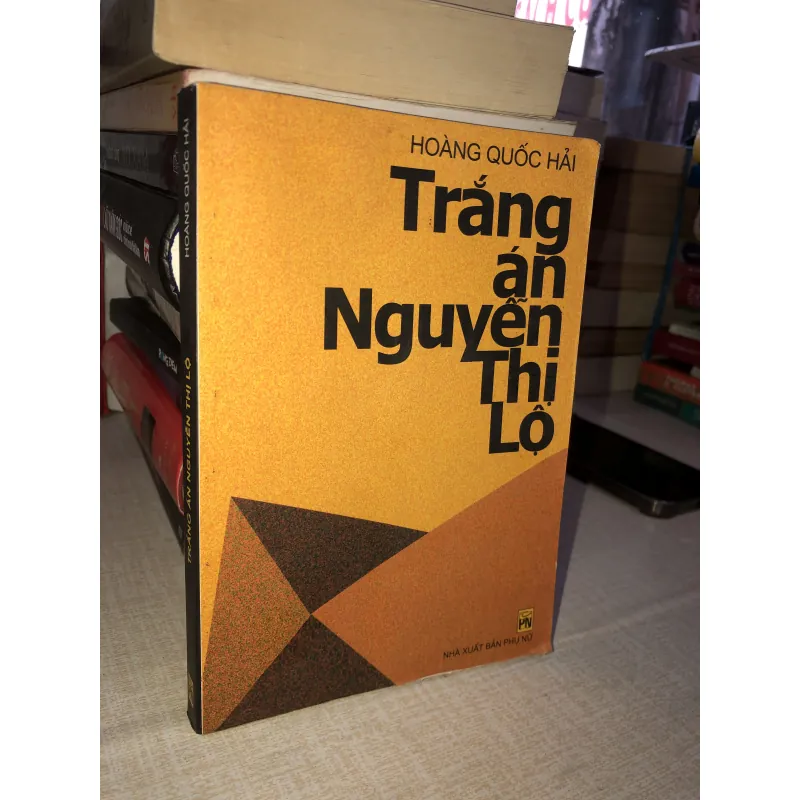 HOÀNG QUỐC HẢI
Trắng
án
Nguyễn
Thị
Lộ
PN
NHÀ XUẤT BẢN PHỤ NỮ
HOÀNG QUỐC HẢI
TRẮNG ÁN NGUYỄN THỊ LỘ